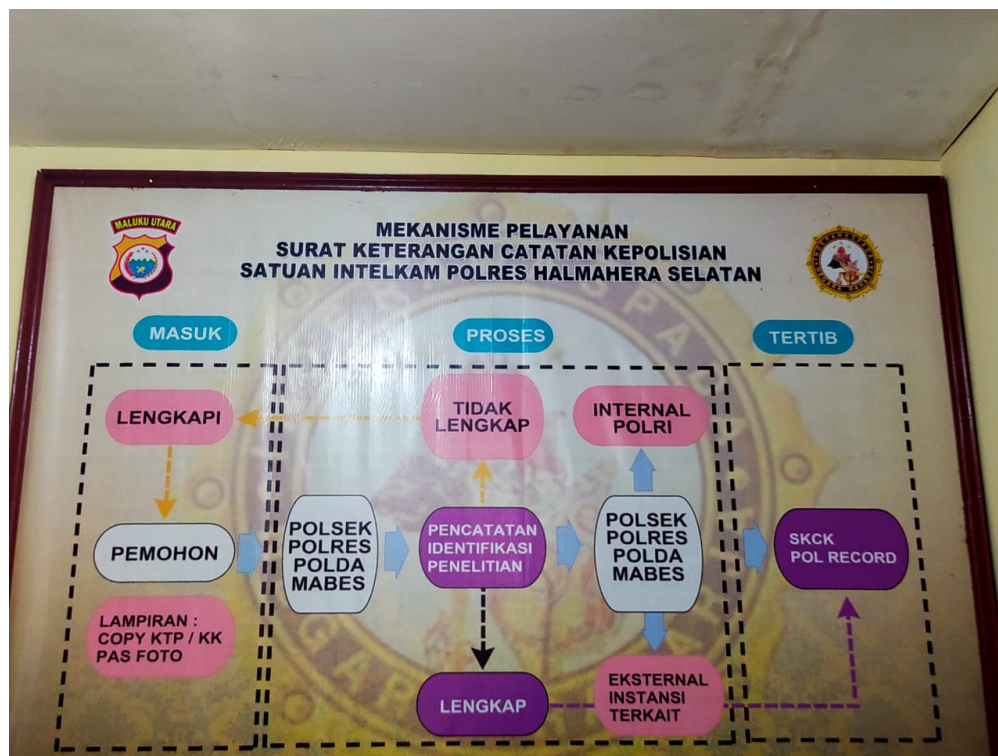 MALUKU UTARA
MEKANISME PELAYANAN
SURAT KETERANGAN CATATAN KEPOLISIAN
SATUAN INTELKAM POLRES HALMAHERA SELATAN
MASUK
PROSES
TERTIB
LENGKAPI
TIDAK
LENGKAP
INTERNAL
POLRI
PEMOHON
POLSEK
POLRES
POLDA
MABES
PENCATATAN
IDENTIFIKASI
PENELITIAN
POLSEK
POLRES
POLDA
MABES
SKCK
POL RECORD
LAMPIRAN :
COPY KTP / KK
PAS FOTO
LENGKAP
EKSTERNAL
INSTANSI
TERKAIT